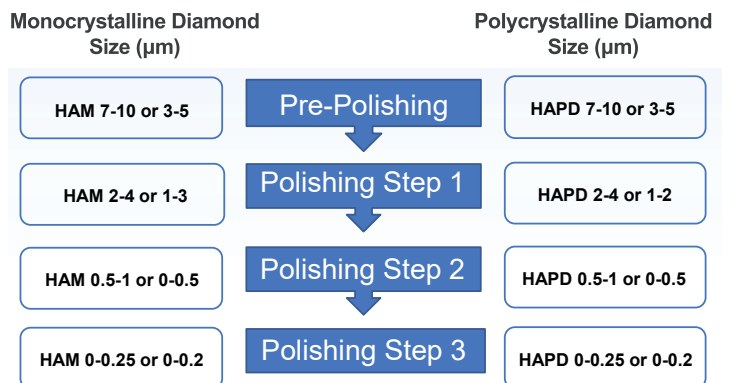 Monocrystalline Diamond
Size (μm)
Polycrystalline Diamond
Size (μm)
HAM 7-10 or 3-5
Pre-Polishing
HAPD 7-10 or 3-5
HAM 2-4 or 1-3
Polishing Step 1
HAPD 2-4 or 1-2
HAM 0.5-1 or 0-0.5
Polishing Step 2
HAPD 0.5-1 or 0-0.5
HAM 0-0.25 or 0-0.2
Polishing Step 3
HAPD 0-0.25 or 0-0.2